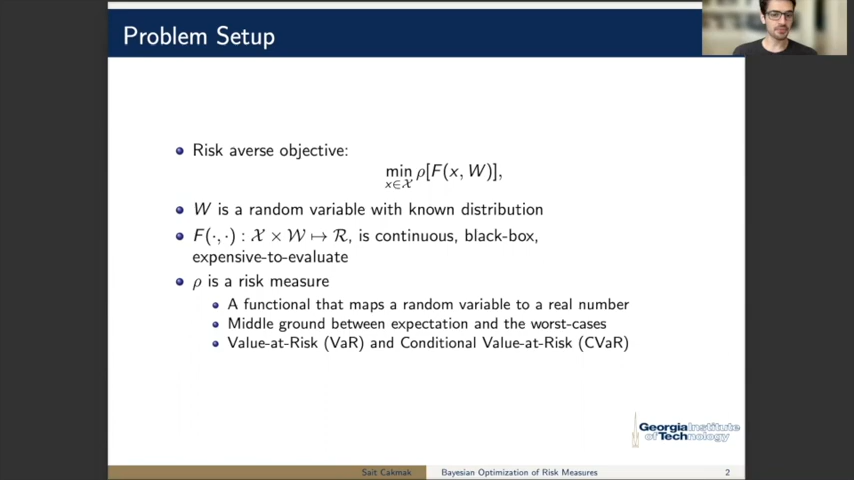 Problem Setup
Risk averse objective:
min ρ[F(x, W)],
x∈𝒳
W is a random variable with known distribution
F(·,·) : 𝒳 × 𝒲 ↦ ℛ, is continuous, black-box,
expensive-to-evaluate
ρ is a risk measure
A functional that maps a random variable to a real number
Middle ground between expectation and the worst-cases
Value-at-Risk (VaR) and Conditional Value-at-Risk (CVaR)
Georgia Institute
of Technology
Sait Cakmak
Bayesian Optimization of Risk Measures
2